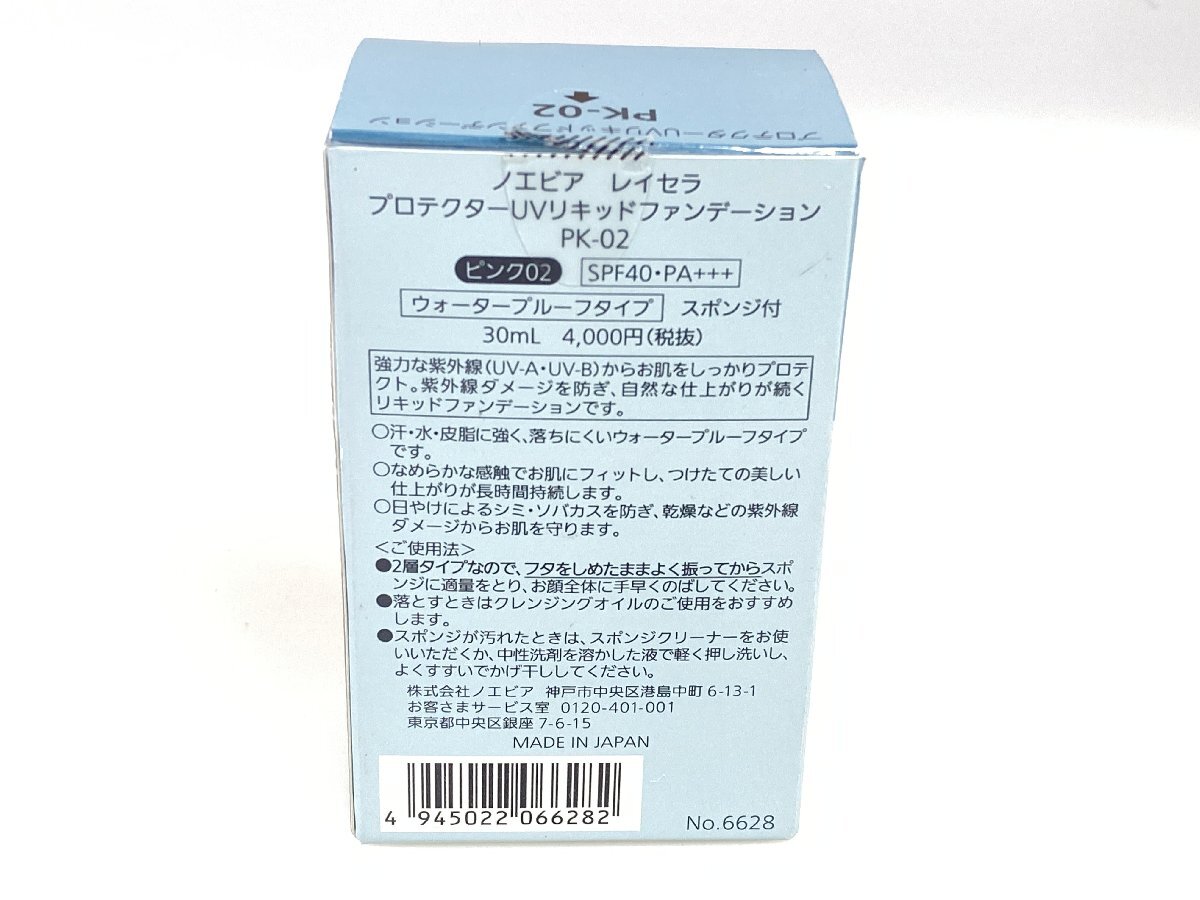 PK-02
プロテクターUVリキッドファンデーション
ノエビア レイセラ
プロテクターUVリキッドファンデーション
PK-02
ピンク02 SPF40・PA+++
ウォータープルーフタイプ スポンジ付
30mL 4,000円(税抜)
強力な紫外線(UV-A・UV-B)からお肌をしっかりプロテ
クト。紫外線ダメージを防ぎ、自然な仕上がりが続く
リキッドファンデーションです。
○汗・水・皮脂に強く、落ちにくいウォータープルーフタイプ
です。
○なめらかな感触でお肌にフィットし、つけたての美しい
仕上がりが長時間持続します。
○日やけによるシミ・ソバカスを防ぎ、乾燥などの紫外線
ダメージからお肌を守ります。
<ご使用法>
●2層タイプなので、フタをしめたままよく振ってからスポ
ンジに適量をとり、お顔全体に手早くのばしてください。
●落とすときはクレンジングオイルのご使用をおすすめ
します。
●スポンジが汚れたときは、スポンジクリーナーをお使
いいただくか、中性洗剤を溶かした液で軽く押し洗いし、
よくすすいでかげ干ししてください。
株式会社ノエビア 神戸市中央区港島中町6-13-1
お客さまサービス室 0120-401-001
東京都中央区銀座7-6-15
MADE IN JAPAN
4 945022 066282
No.6628